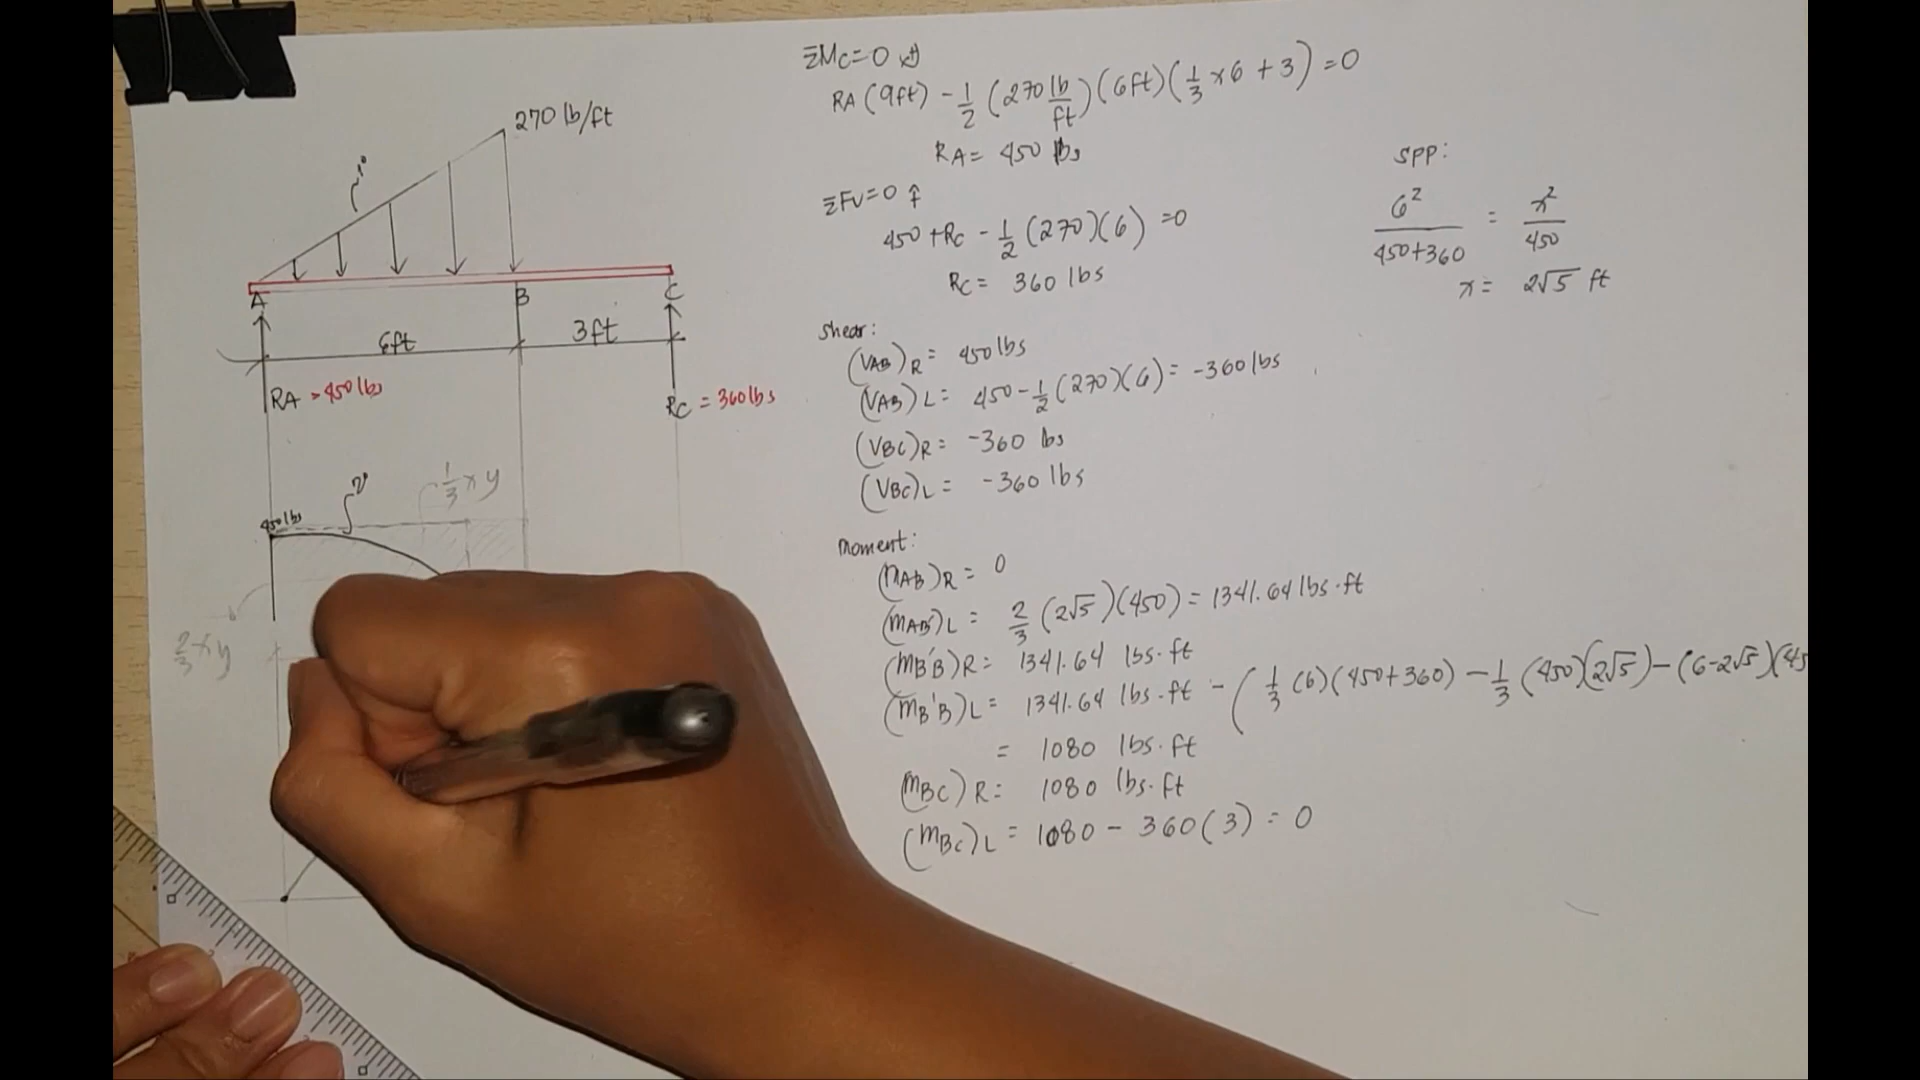 270 lb/ft
1°
A
B
C
6ft
3ft
RA = 450 lbs
RC = 360 lbs
450 lbs
2°
1/3 xy
2/3 xy
ΣMC=0
RA (9ft) - 1/2 (270 lb/ft) (6ft) (1/3 x 6 + 3) = 0
RA = 450 lbs
ΣFV=0 ↑
450 + RC - 1/2 (270)(6) = 0
RC = 360 lbs
Shear:
(VAB)R = 450 lbs
(VAB)L = 450 - 1/2 (270)(6) = -360 lbs
(VBC)R = -360 lbs
(VBC)L = -360 lbs
Moment:
(MAB)R = 0
(MAB')L = 2/3 (2√5)(450) = 1341.64 lbs·ft
(MB'B)R = 1341.64 lbs·ft
(MB'B)L = 1341.64 lbs·ft - (1/3 (6)(450+360) - 1/3 (450)(2√5) - (6-2√5)(45
= 1080 lbs·ft
(MBC)R = 1080 lbs·ft
(MBC)L = 1080 - 360(3) = 0
SPP:
6²/450+360 = x²/450
x = 2√5 ft